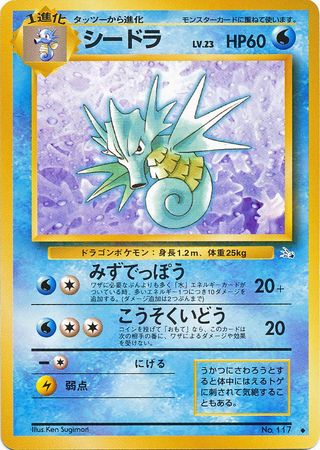 1進化
タッツーから進化
モンスターカードに重ねて使います。
シードラ
LV.23
HP60
ドラゴンポケモン:身長1.2m、体重25kg
みずでっぽう
20+
ワザに必要なぶんよりも多く「水」エネルギーカードが
ついている時、多いエネルギー1つにつき10ダメージを
追加する。(ダメージの追加は2つぶんまで)
こうそくいどう
20
コインを投げて「おもて」なら、このカードは
次の相手の番に、ワザによるダメージや効果を
受けない。
にげる
弱点
うかつにさわろうと
すると体中にはえるトゲ
に刺されて気絶するこ
ともある。
Illus.Ken Sugimori
No.117